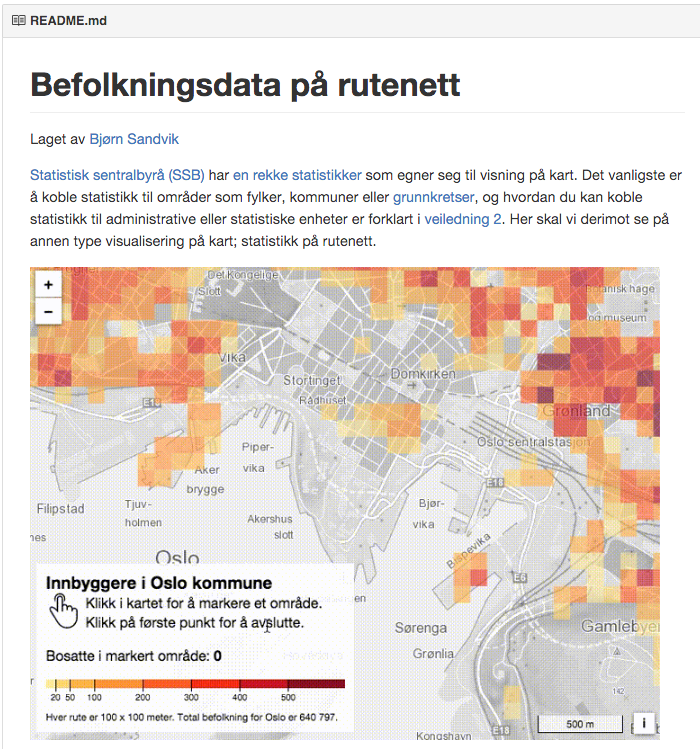 README.md
Befolkningsdata på rutenett
Laget av Bjørn Sandvik
Statistisk sentralbyrå (SSB) har en rekke statistikker som egner seg til visning på kart. Det vanligste er
å koble statistikk til områder som fylker, kommuner eller grunnkretser, og hvordan du kan koble
statistikk til administrative eller statistiske enheter er forklart i veiledning 2. Her skal vi derimot se på
annen type visualisering på kart; statistikk på rutenett.
+
−
Det Kongelige
Slott
nisk hage
og museum
Vika
Stortinget
Rådhuset
Domkirken
E18
Grønland
Oslo sentralstasjon
Piper-
vika
Aker
brygge
E18
Filipstad
Tjuv-
holmen
Bjør-
vika
Akershus
slott
nes
Bispevika
Oslo
E6
Innbyggere i Oslo kommune
Klikk i kartet for å markere et område.
Klikk på første punkt for å avslutte.
Bosatte i markert område: 0
20 50 100 200 300 400 500
Hver rute er 100 x 100 meter. Total befolkning for Oslo er 640 797.
en
Sørenga
Gamlebyen
Grønlia
142
500 m
i
Kongshavn
E18